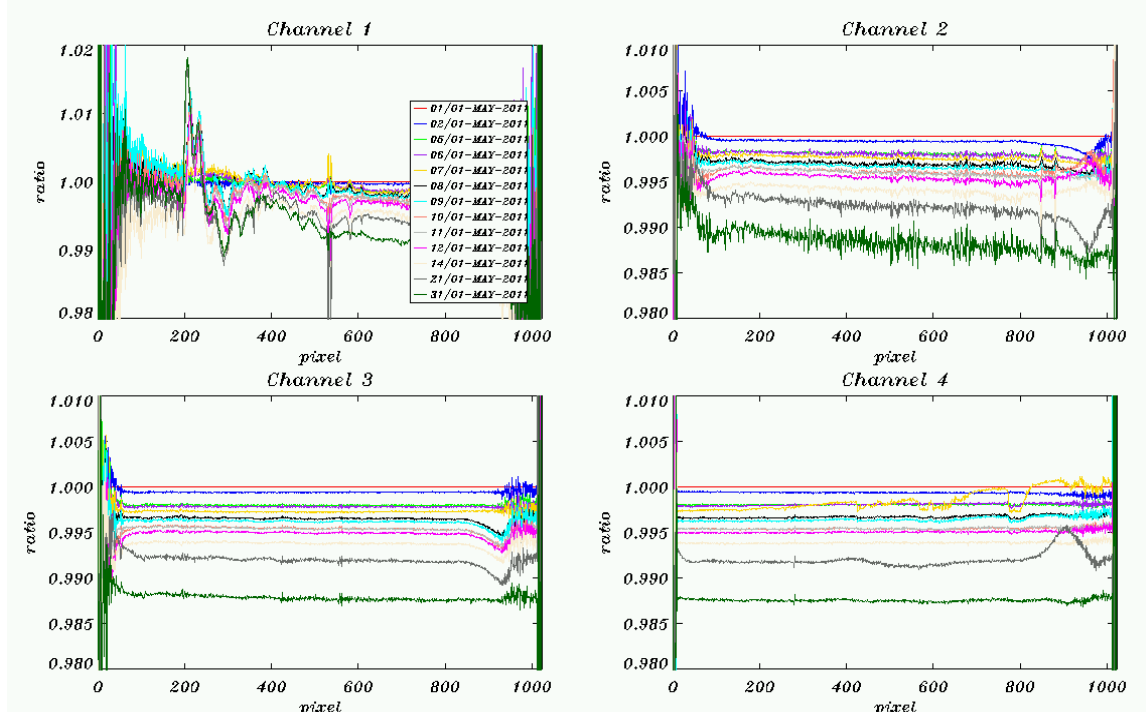 Channel 1
1.02
1.01
1.00
0.99
0.98
ratio
0 200 400 600 800 1000
pixel
01/01-MAY-2011
02/01-MAY-2011
05/01-MAY-2011
06/01-MAY-2011
07/01-MAY-2011
08/01-MAY-2011
09/01-MAY-2011
10/01-MAY-2011
11/01-MAY-2011
12/01-MAY-2011
14/01-MAY-2011
21/01-MAY-2011
31/01-MAY-2011
Channel 2
1.010
1.005
1.000
0.995
0.990
0.985
0.980
ratio
0 200 400 600 800 1000
pixel
Channel 3
1.010
1.005
1.000
0.995
0.990
0.985
0.980
ratio
0 200 400 600 800 1000
pixel
Channel 4
1.010
1.005
1.000
0.995
0.990
0.985
0.980
ratio
0 200 400 600 800 1000
pixel